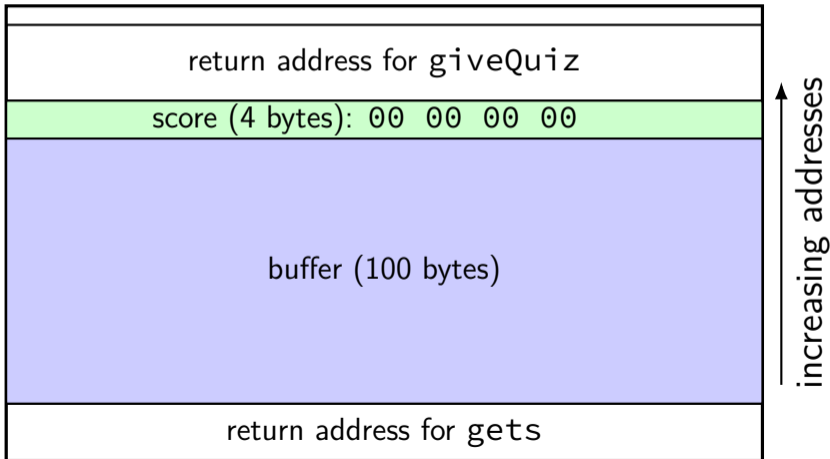 return address for giveQuiz
score (4 bytes): 00 00 00 00
buffer (100 bytes)
return address for gets
increasing addresses